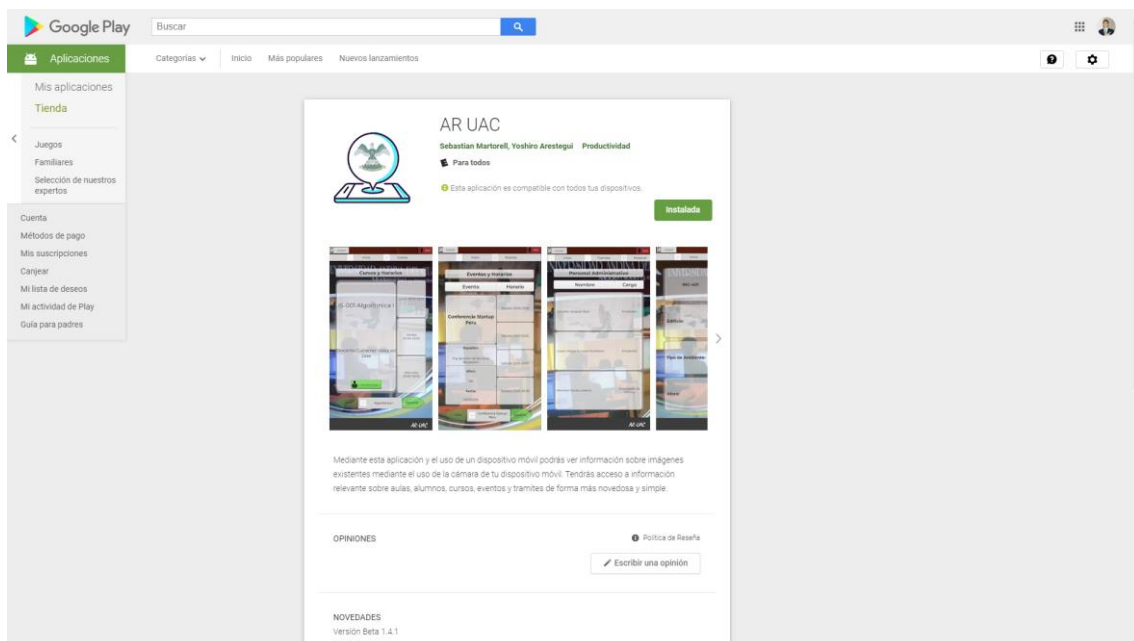 Google Play
Buscar
Aplicaciones
Categorías
Inicio
Más populares
Nuevos lanzamientos
Mis aplicaciones
Tienda
Juegos
Familiares
Selección de nuestros
expertos
Cuenta
Métodos de pago
Mis suscripciones
Canjear
Mi lista de deseos
Mi actividad de Play
Guía para padres
AR UAC
Sebastian Martorell, Yoshiro Arestegui Productividad
Para todos
Esta aplicación es compatible con todos tus dispositivos.
Instalada
Cursos y Horarios
Algorítmica I
AR UAC
Eventos y Horarios
Evento Horario
Conferencia Startup
Peru
Personal Administrativo
Nombre Cargo
AR UAC
Edificio
Tipo de Ambiente
Mediante esta aplicación y el uso de un dispositivo móvil podrás ver información sobre imágenes
existentes mediante el uso de la cámara de tu dispositivo móvil. Tendrás acceso a información
relevante sobre aulas, alumnos, cursos, eventos y tramites de forma más novedosa y simple.
OPINIONES
Política de Reseña
Escribir una opinión
NOVEDADES
Versión Beta 1.4.1